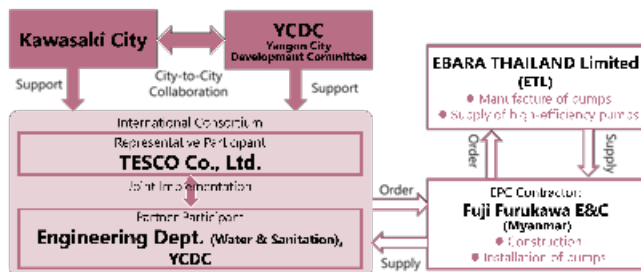 Kawasaki City
YCDC
Yangon City
Development Committee
City-to-City
Collaboration
Support
Support
International Consortium
Representative Participant
TESCO Co., Ltd.
Joint Implementation
Partner Participant
Engineering Dept. (Water & Sanitation),
YCDC
Order
Supply
EBARA THAILAND Limited
(ETL)
● Manufacture of pumps
● Supply of high-efficiency pumps
Order
Supply
EPC Contractor:
Fuji Furukawa E&C
(Myanmar)
● Construction
● Installation of pumps